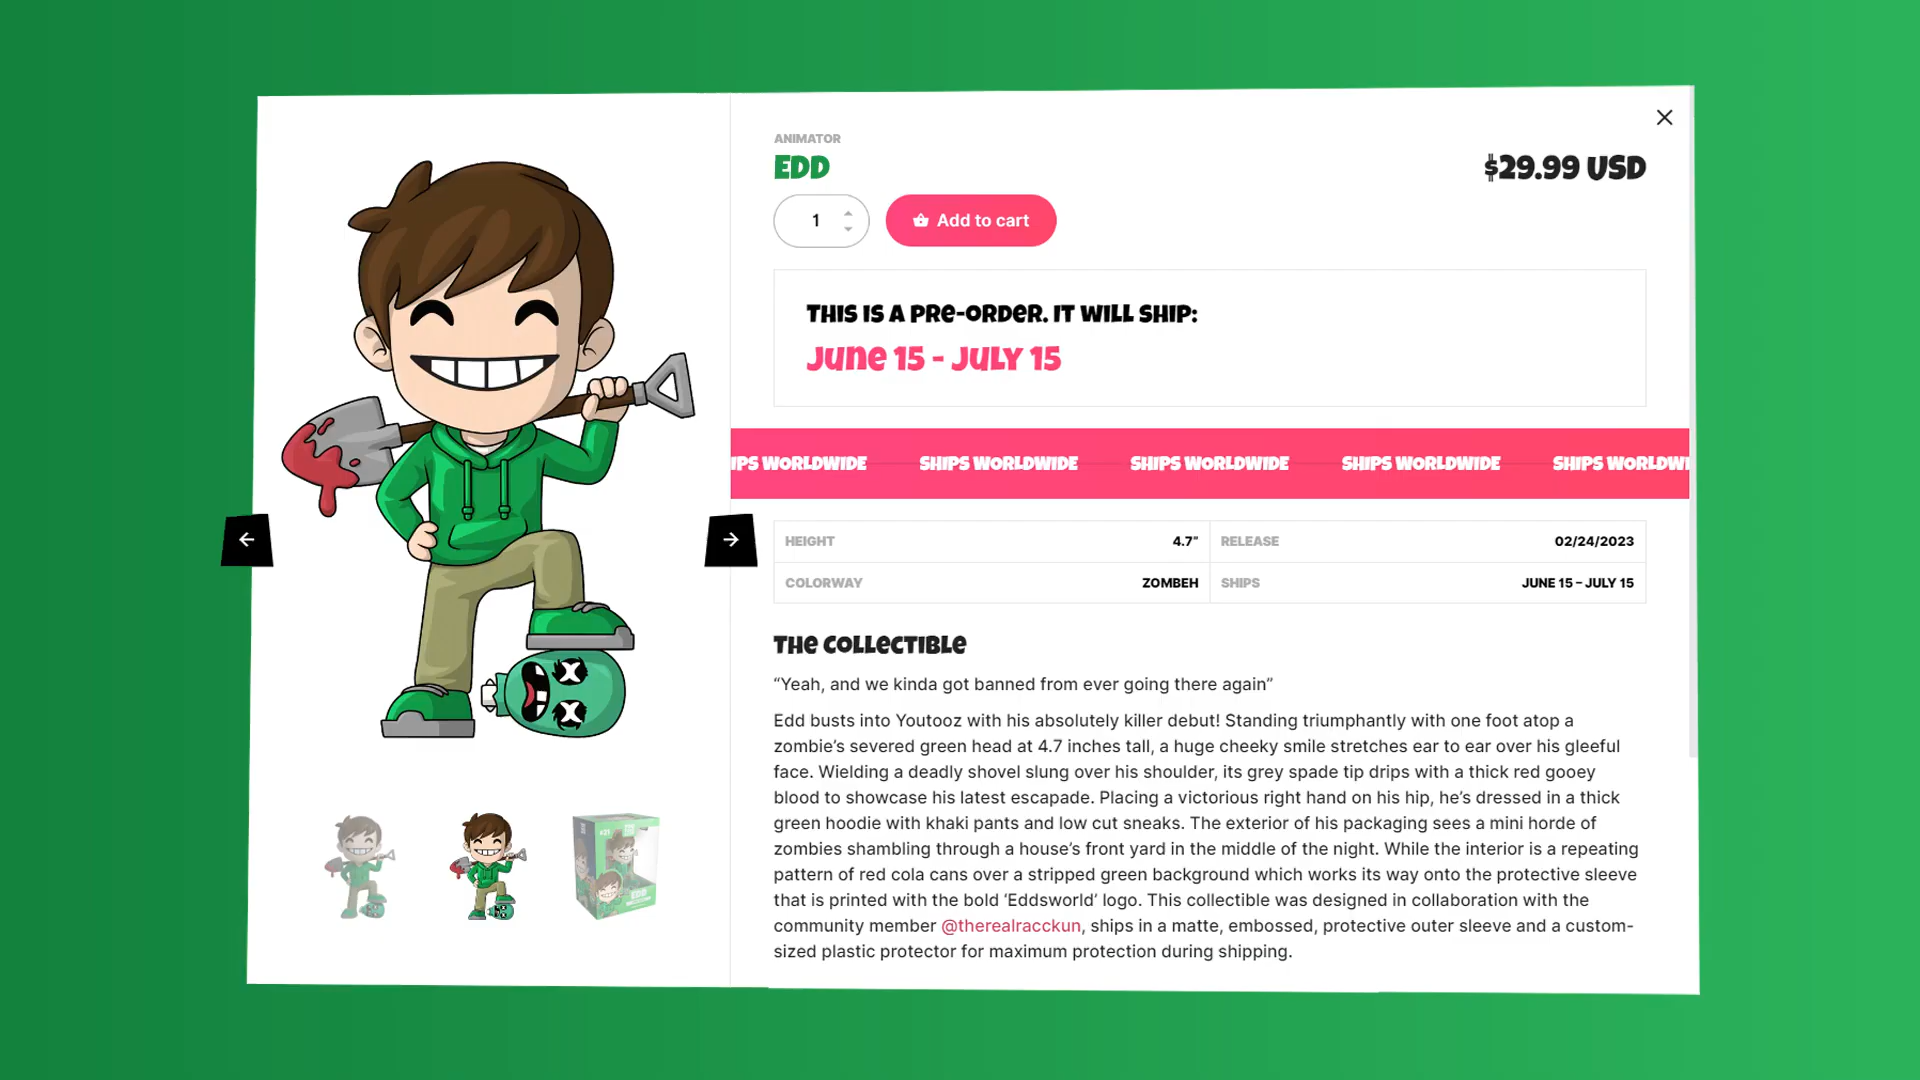 ANIMATOR
EDD
$29.99 USD
1
Add to cart
THIS IS A PRE-ORDER. IT WILL SHIP:
JUNE 15 - JULY 15
IPS WORLDWIDE SHIPS WORLDWIDE SHIPS WORLDWIDE SHIPS WORLDWIDE SHIPS WORLDWI
HEIGHT 4.7" RELEASE 02/24/2023
COLORWAY ZOMBEH SHIPS JUNE 15 – JULY 15
THE COLLECTIBLE
“Yeah, and we kinda got banned from ever going there again”
Edd busts into Youtooz with his absolutely killer debut! Standing triumphantly with one foot atop a
zombie’s severed green head at 4.7 inches tall, a huge cheeky smile stretches ear to ear over his gleeful
face. Wielding a deadly shovel slung over his shoulder, its grey spade tip drips with a thick red gooey
blood to showcase his latest escapade. Placing a victorious right hand on his hip, he’s dressed in a thick
green hoodie with khaki pants and low cut sneaks. The exterior of his packaging sees a mini horde of
zombies shambling through a house’s front yard in the middle of the night. While the interior is a repeating
pattern of red cola cans over a stripped green background which works its way onto the protective sleeve
that is printed with the bold ‘Eddsworld’ logo. This collectible was designed in collaboration with the
community member @therealracckun, ships in a matte, embossed, protective outer sleeve and a custom-
sized plastic protector for maximum protection during shipping.
EDD